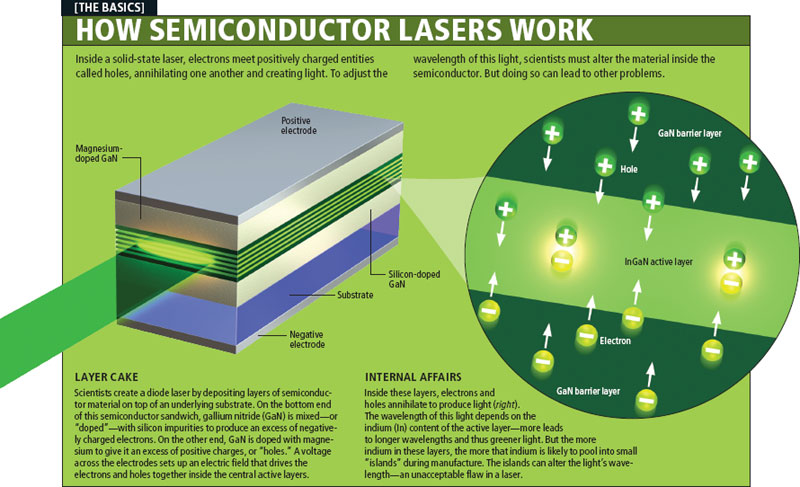 [THE BASICS]
HOW SEMICONDUCTOR LASERS WORK
Inside a solid-state laser, electrons meet positively charged entities
called holes, annihilating one another and creating light. To adjust the
wavelength of this light, scientists must alter the material inside the
semiconductor. But doing so can lead to other problems.
Positive
electrode
Magnesium-
doped GaN
Silicon-doped
GaN
Substrate
Negative
electrode
GaN barrier layer
Hole
InGaN active layer
Electron
GaN barrier layer
LAYER CAKE
Scientists create a diode laser by depositing layers of semiconduc-
tor material on top of an underlying substrate. On the bottom end
of this semiconductor sandwich, gallium nitride (GaN) is mixed—or
“doped”—with silicon impurities to produce an excess of negative-
ly charged electrons. On the other end, GaN is doped with magne-
sium to give it an excess of positive charges, or “holes.” A voltage
across the electrodes sets up an electric field that drives the
electrons and holes together inside the central active layers.
INTERNAL AFFAIRS
Inside these layers, electrons and
holes annihilate to produce light (right).
The wavelength of this light depends on the
indium (In) content of the active layer—more leads
to longer wavelengths and thus greener light. But the more
indium in these layers, the more that indium is likely to pool into small
“islands” during manufacture. The islands can alter the light’s wave-
length—an unacceptable flaw in a laser.